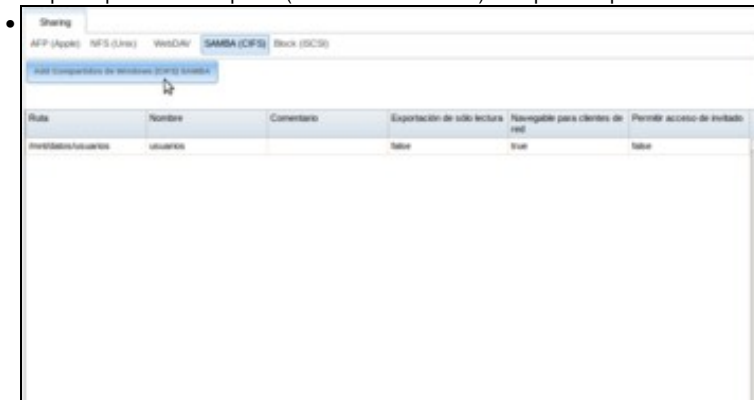 Sharing
AFP (Apple) NFS (Unix) WebDAV SAMBA (CIFS) Block (iSCSI)
Add Compartidos de Windows (CIFS) SAMBA
Ruta Nombre Comentario Exportación de sólo lectura Navegable para clientes de red Permitir acceso de invitado
/mnt/datos/usuarios usuarios false true false